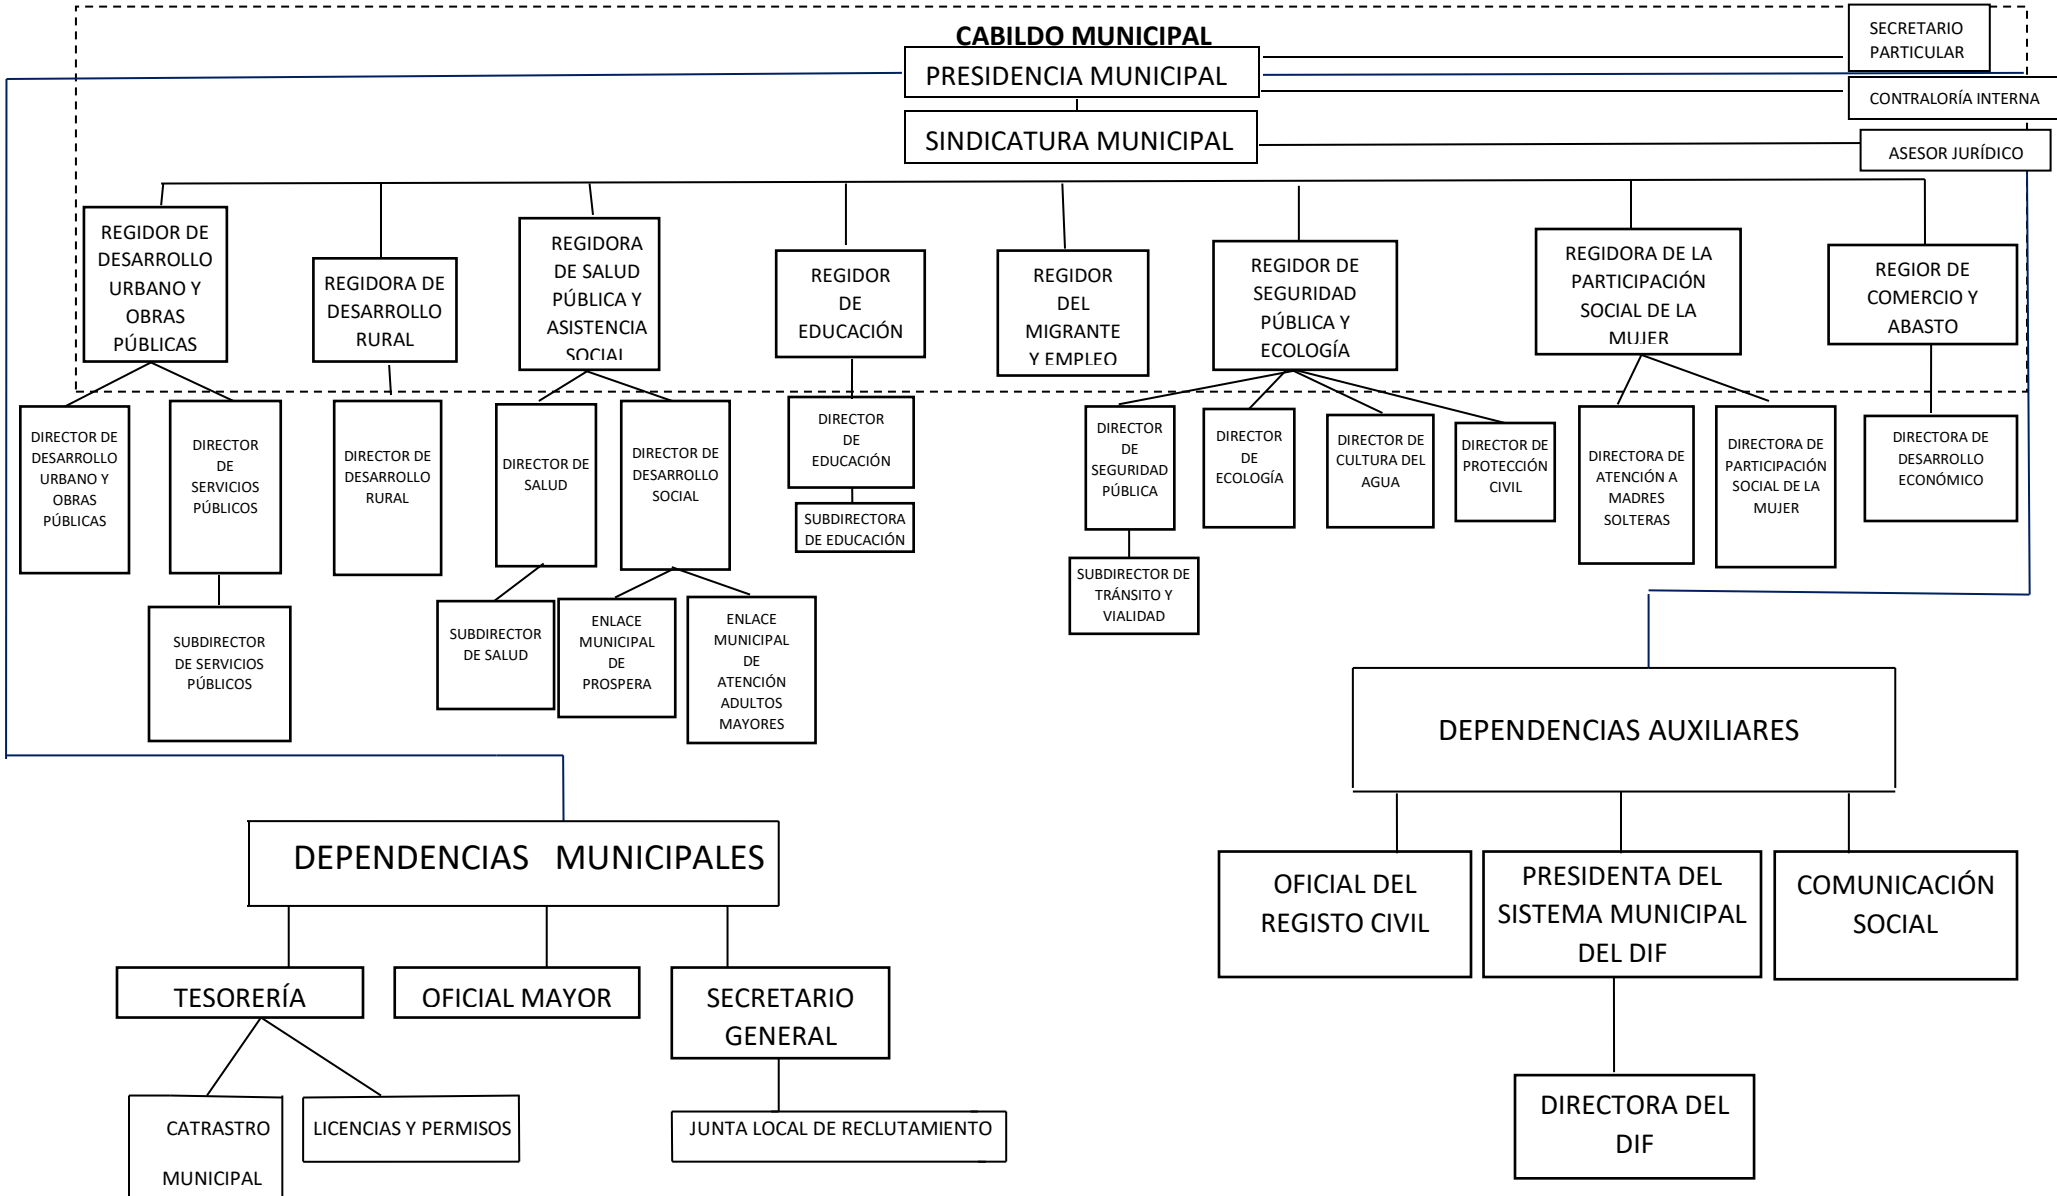 CABILDO MUNICIPAL
PRESIDENCIA MUNICIPAL
SINDICATURA MUNICIPAL
SECRETARIO
PARTICULAR
CONTRALORÍA INTERNA
ASESOR JURÍDICO
REGIDOR DE
DESARROLLO
URBANO Y
OBRAS
PÚBLICAS
REGIDORA DE
DESARROLLO
RURAL
REGIDORA
DE SALUD
PÚBLICA Y
ASISTENCIA
SOCIAL
REGIDOR
DE
EDUCACIÓN
REGIDOR
DEL
MIGRANTE
Y EMPLEO
REGIDOR DE
SEGURIDAD
PÚBLICA Y
ECOLOGÍA
REGIDORA DE LA
PARTICIPACIÓN
SOCIAL DE LA
MUJER
REGIOR DE
COMERCIO Y
ABASTO
DIRECTOR DE
DESARROLLO
URBANO Y
OBRAS
PÚBLICAS
DIRECTOR
DE
SERVICIOS
PÚBLICOS
DIRECTOR DE
DESARROLLO
RURAL
DIRECTOR DE
SALUD
DIRECTOR DE
DESARROLLO
SOCIAL
DIRECTOR
DE
EDUCACIÓN
SUBDIRECTORA
DE EDUCACIÓN
DIRECTOR
DE
SEGURIDAD
PÚBLICA
DIRECTOR
DE
ECOLOGÍA
DIRECTOR DE
CULTURA DEL
AGUA
DIRECTOR DE
PROTECCIÓN
CIVIL
DIRECTORA DE
ATENCIÓN A
MADRES
SOLTERAS
DIRECTORA DE
PARTICIPACIÓN
SOCIAL DE LA
MUJER
DIRECTORA DE
DESARROLLO
ECONÓMICO
SUBDIRECTOR
DE SERVICIOS
PÚBLICOS
SUBDIRECTOR
DE SALUD
ENLACE
MUNICIPAL
DE
PROSPERA
ENLACE
MUNICIPAL
DE
ATENCIÓN
ADULTOS
MAYORES
SUBDIRECTOR DE
TRÁNSITO Y
VIALIDAD
DEPENDENCIAS AUXILIARES
DEPENDENCIAS MUNICIPALES
OFICIAL DEL
REGISTO CIVIL
PRESIDENTA DEL
SISTEMA MUNICIPAL
DEL DIF
COMUNICACIÓN
SOCIAL
TESORERÍA
OFICIAL MAYOR
SECRETARIO
GENERAL
CATRASTRO
MUNICIPAL
LICENCIAS Y PERMISOS
JUNTA LOCAL DE RECLUTAMIENTO
DIRECTORA DEL
DIF